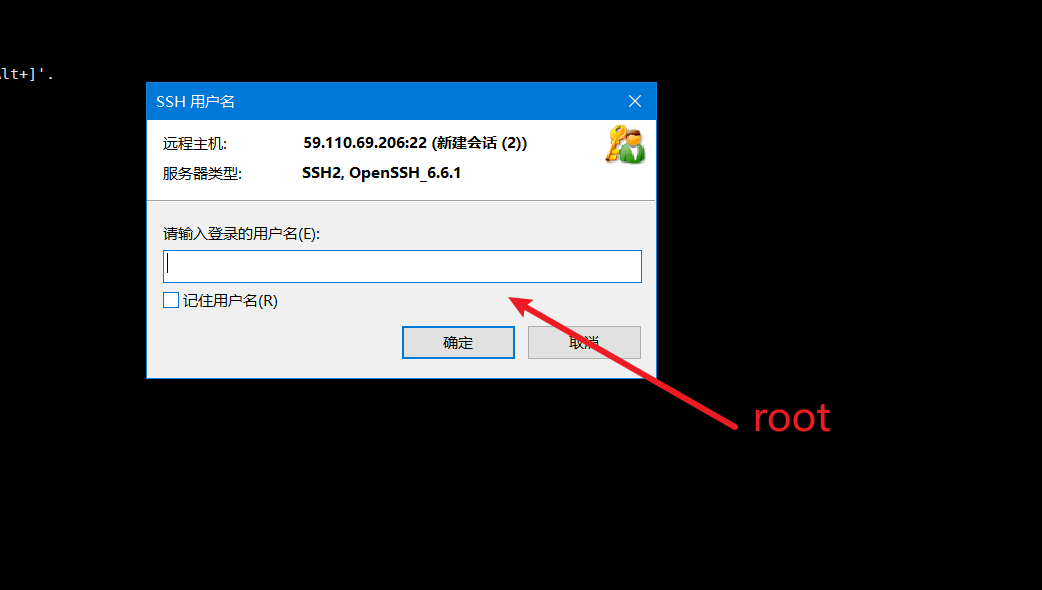 lt+]'.
SSH 用户名
远程主机: 59.110.69.206:22 (新建会话 (2))
服务器类型: SSH2, OpenSSH_6.6.1
请输入登录的用户名(E):
记住用户名(R)
确定 取消
root